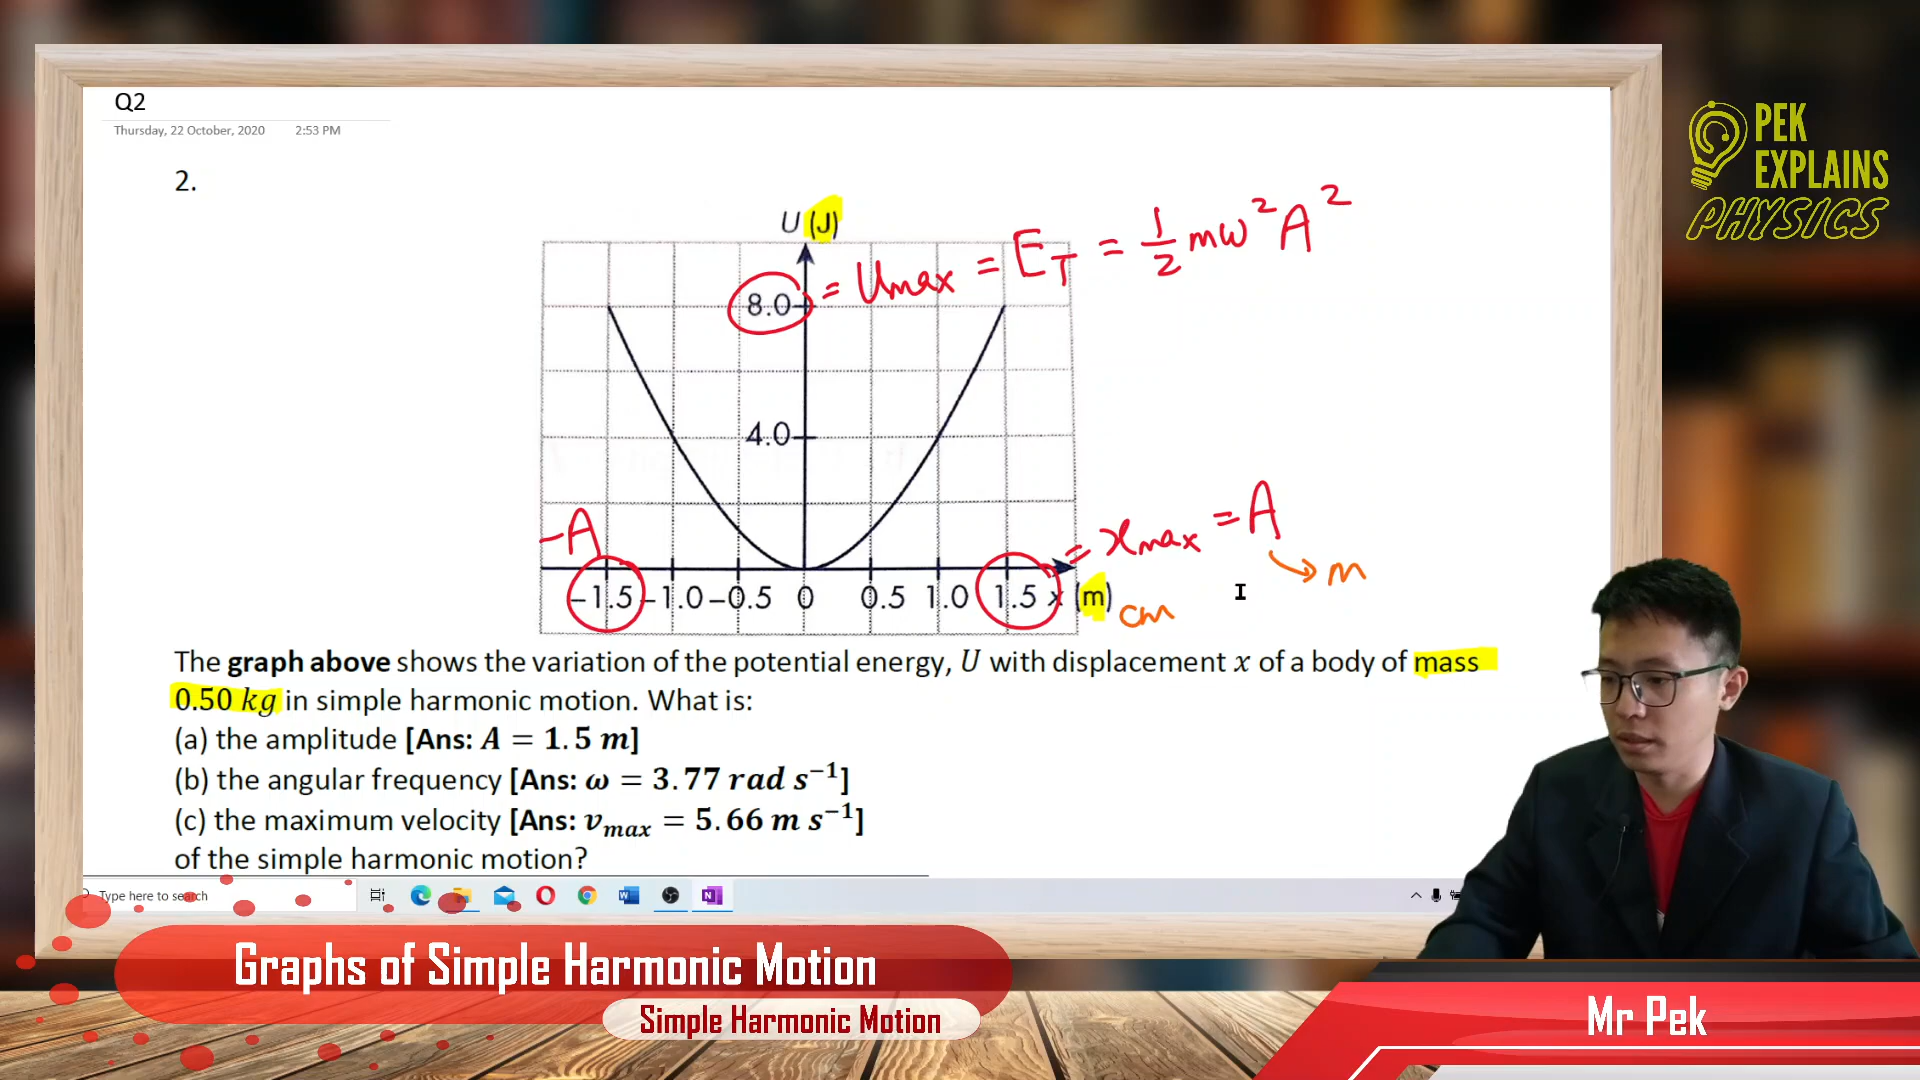 Q2
Thursday, 22 October, 2020 2:53 PM
PEK
EXPLAINS
PHYSICS
2.
U (J)
8.0 = Umax = E_T = 1/2 mω² A²
4.0
-A
= xmax = A
m
−1.5 −1.0 −0.5 0 0.5 1.0 1.5 x (m)
cm
The graph above shows the variation of the potential energy, U with displacement x of a body of mass
0.50 kg in simple harmonic motion. What is:
(a) the amplitude [Ans: A = 1.5 m]
(b) the angular frequency [Ans: ω = 3.77 rad s⁻¹]
(c) the maximum velocity [Ans: v_max = 5.66 m s⁻¹]
of the simple harmonic motion?
Type here to search
Graphs of Simple Harmonic Motion
Simple Harmonic Motion
Mr Pek